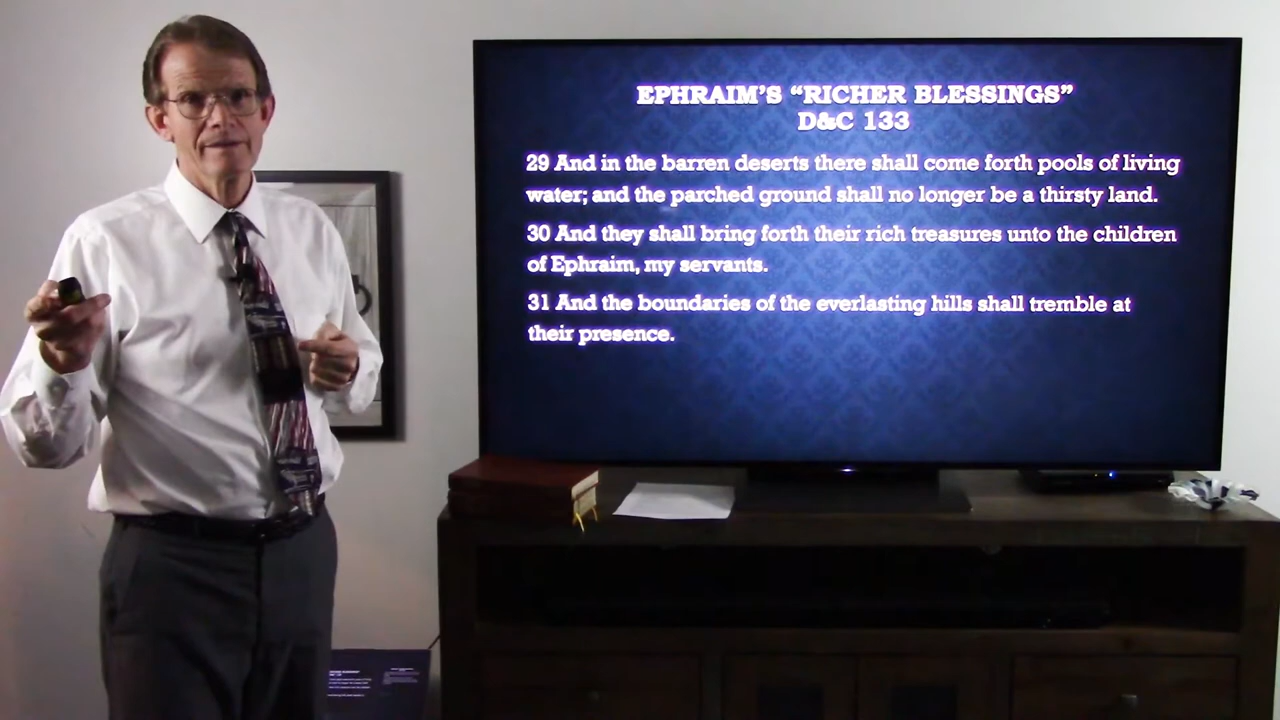 EPHRAIM'S “RICHER BLESSINGS”
D&C 133
29 And in the barren deserts there shall come forth pools of living
water; and the parched ground shall no longer be a thirsty land.
30 And they shall bring forth their rich treasures unto the children
of Ephraim, my servants.
31 And the boundaries of the everlasting hills shall tremble at
their presence.